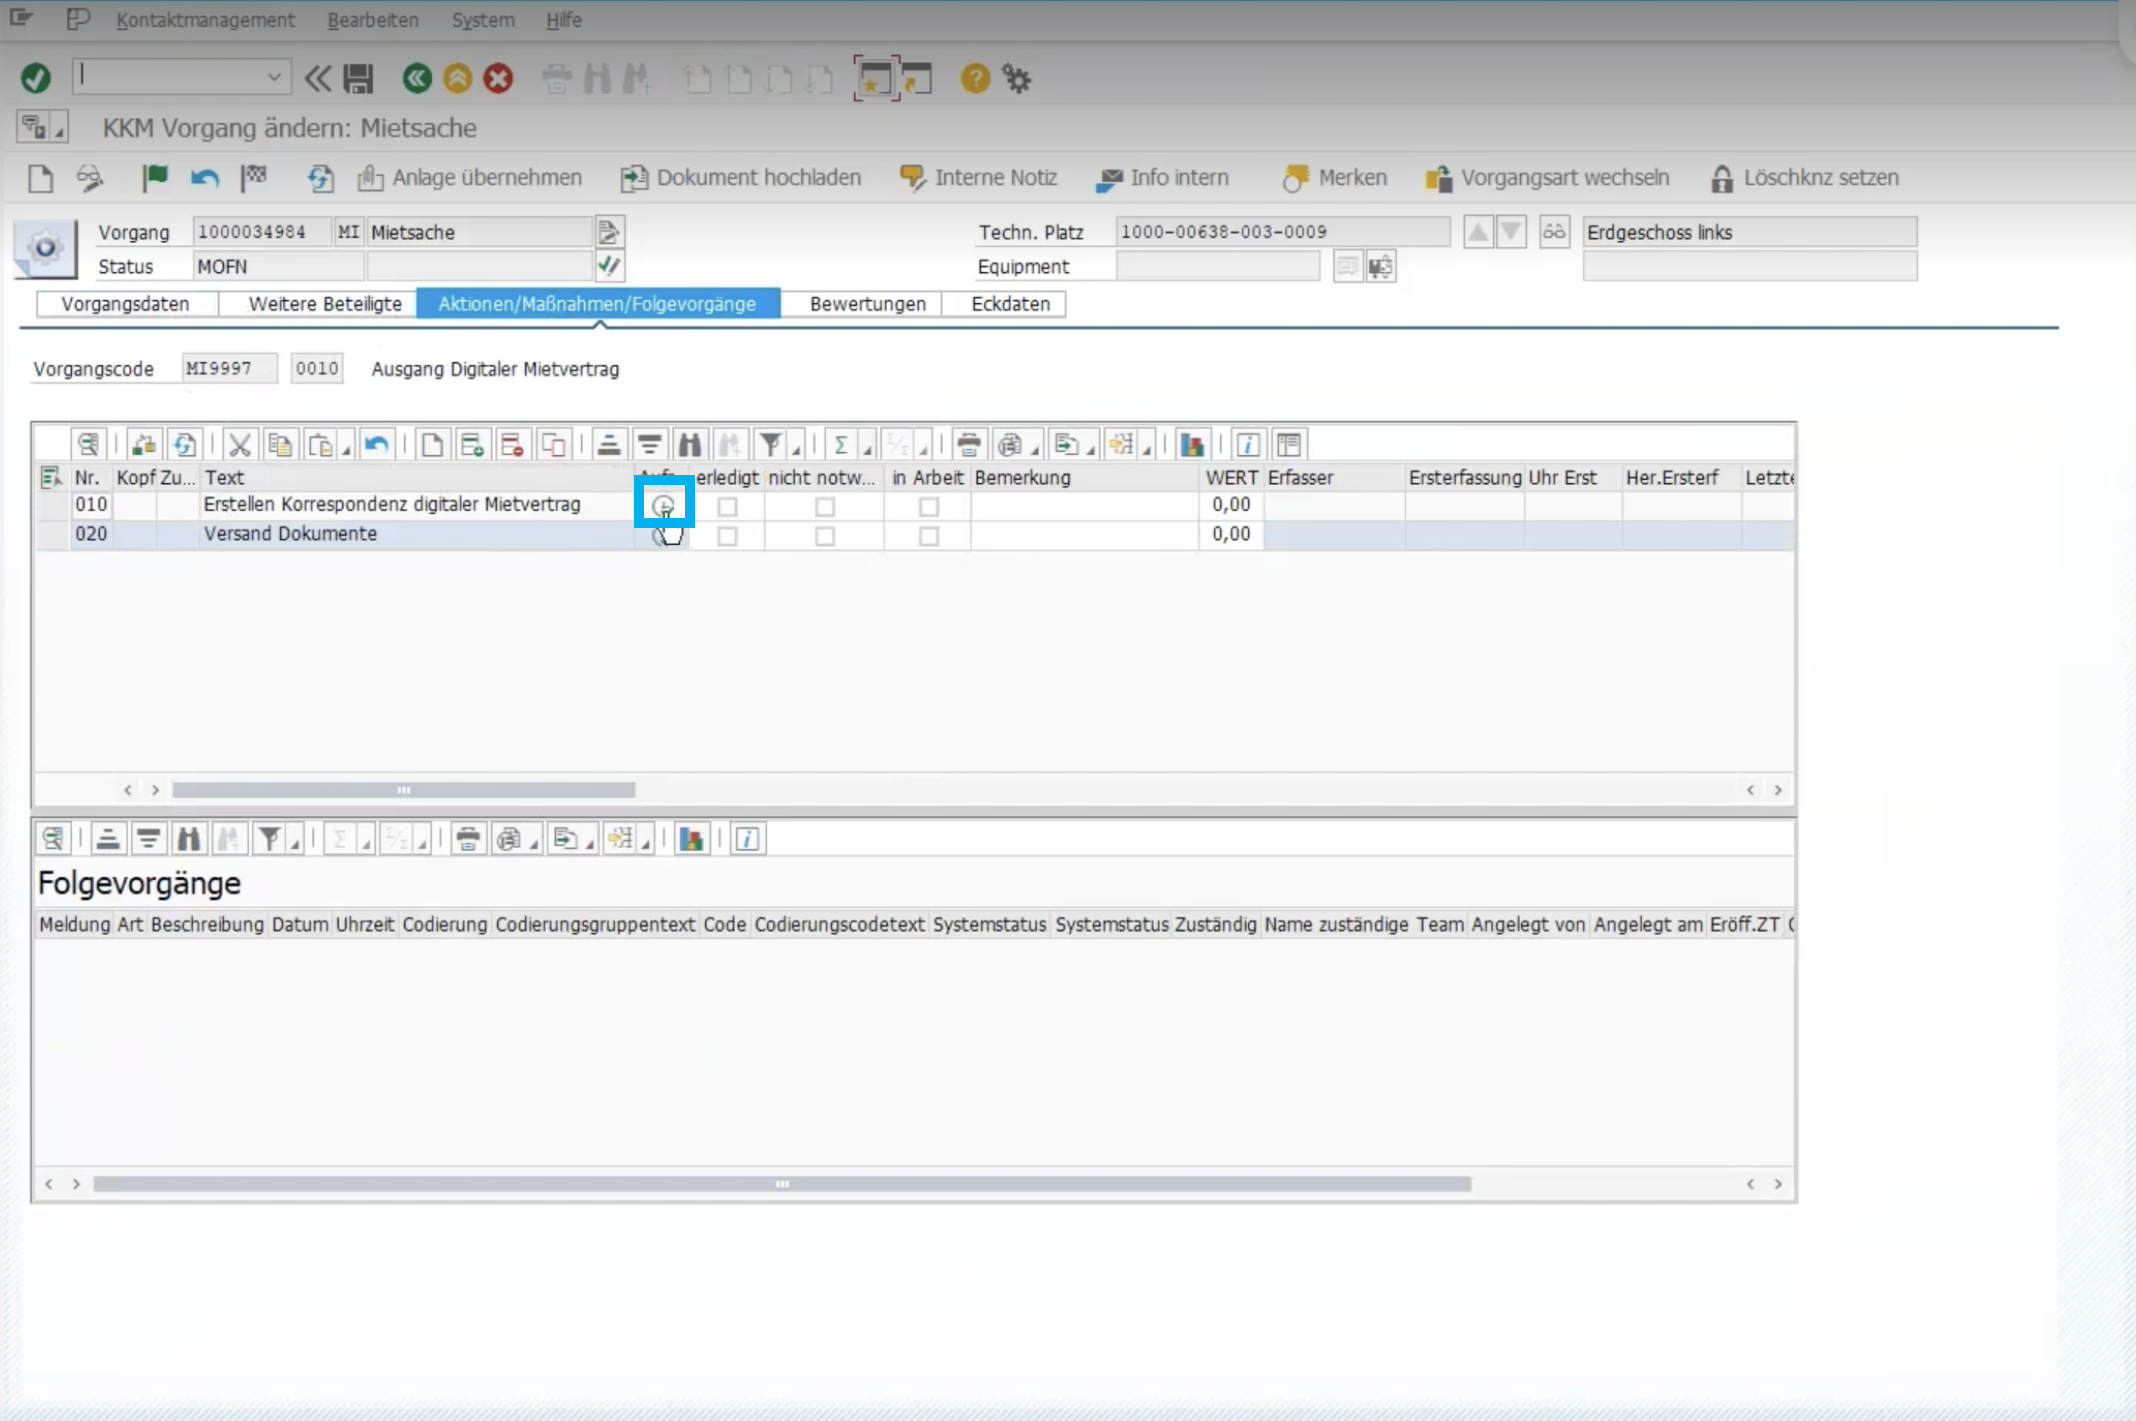 Kontaktmanagement Bearbeiten System Hilfe
KKM Vorgang ändern: Mietsache
Anlage übernehmen Dokument hochladen Interne Notiz Info intern Merken Vorgangsart wechseln Löschknz setzen
Vorgang 1000034984 MI Mietsache Techn. Platz 1000-00638-003-0009 Erdgeschoss links
Status MOFN Equipment
Vorgangsdaten Weitere Beteiligte Aktionen/Maßnahmen/Folgevorgänge Bewertungen Eckdaten
Vorgangscode MI9997 0010 Ausgang Digitaler Mietvertrag
Nr. Kopf Zu... Text erledigt nicht notw... in Arbeit Bemerkung WERT Erfasser Ersterfassung Uhr Erst Her.Ersterf Letzte
010 Erstellen Korrespondenz digitaler Mietvertrag 0,00
020 Versand Dokumente 0,00
Folgevorgänge
Meldung Art Beschreibung Datum Uhrzeit Codierung Codierungsgruppentext Code Codierungscodetext Systemstatus Systemstatus Zuständig Name zuständige Team Angelegt von Angelegt am Eröff.ZT